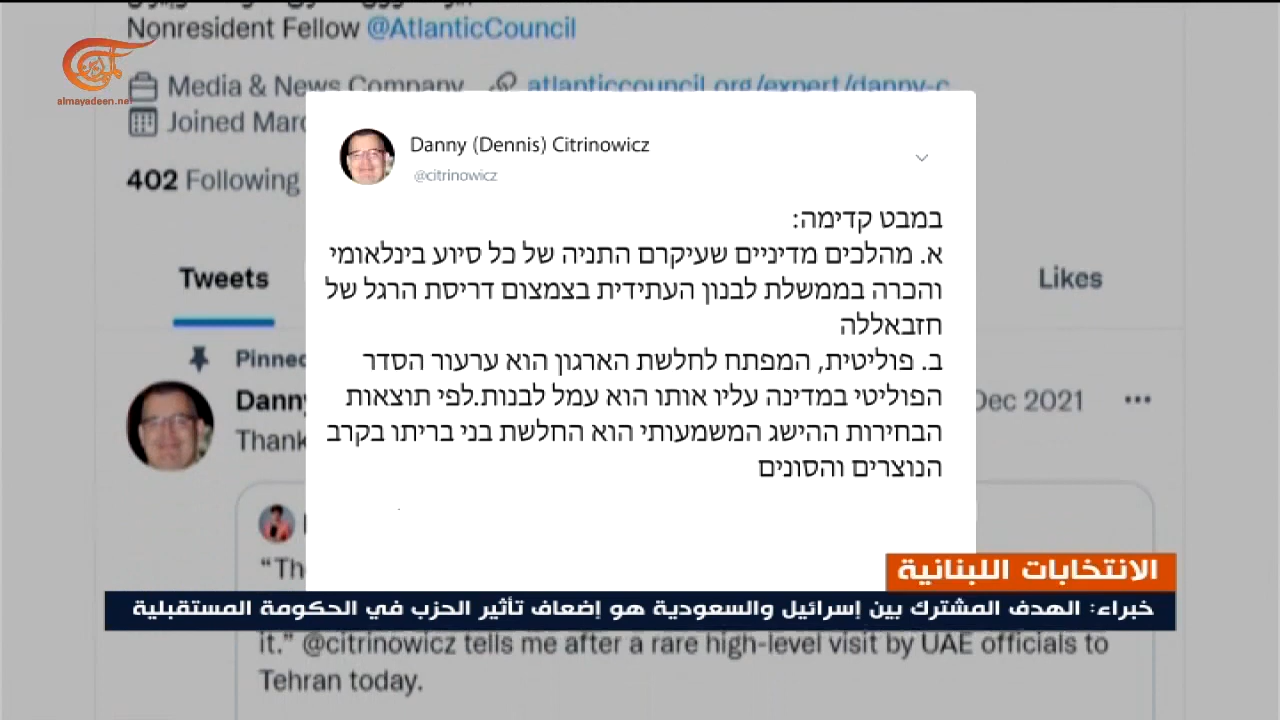 Nonresident Fellow @AtlanticCouncil
almayadeen.net
Media & News Company atlanticcouncil.org/expert/danny-c
Joined
402 Following
Danny (Dennis) Citrinowicz
@citrinowicz
במבט קדימה:
א. מהלכים מדיניים שעיקרם התניה של כל סיוע בינלאומי
והכרה בממשלת לבנון העתידית בצמצום דריסת הרגל של
חזבאללה
ב. פוליטית, המפתח לחלשת הארגון הוא ערעור הסדר
הפוליטי במדינה עליו אותו הוא עמל לבנות.לפי תוצאות
הבחירות ההישג המשמעותי הוא החלשת בני בריתו בקרב
הנוצרים והסונים
Tweets Likes
Pinned
Danny Dec 2021
Thank
“Th
الانتخابات اللبنانية
خبراء: الهدف المشترك بين إسرائيل والسعودية هو إضعاف تأثير الحزب في الحكومة المستقبلية
it.” @citrinowicz tells me after a rare high-level visit by UAE officials to
Tehran today.